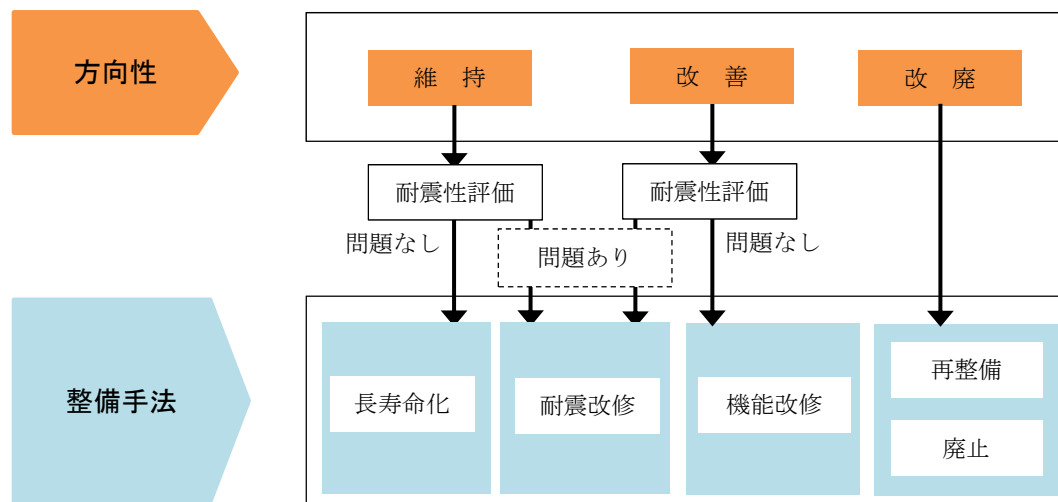 方向性
維　持
改　善
改　廃
耐震性評価
耐震性評価
問題なし
問題あり
問題なし
整備手法
長寿命化
耐震改修
機能改修
再整備
廃止